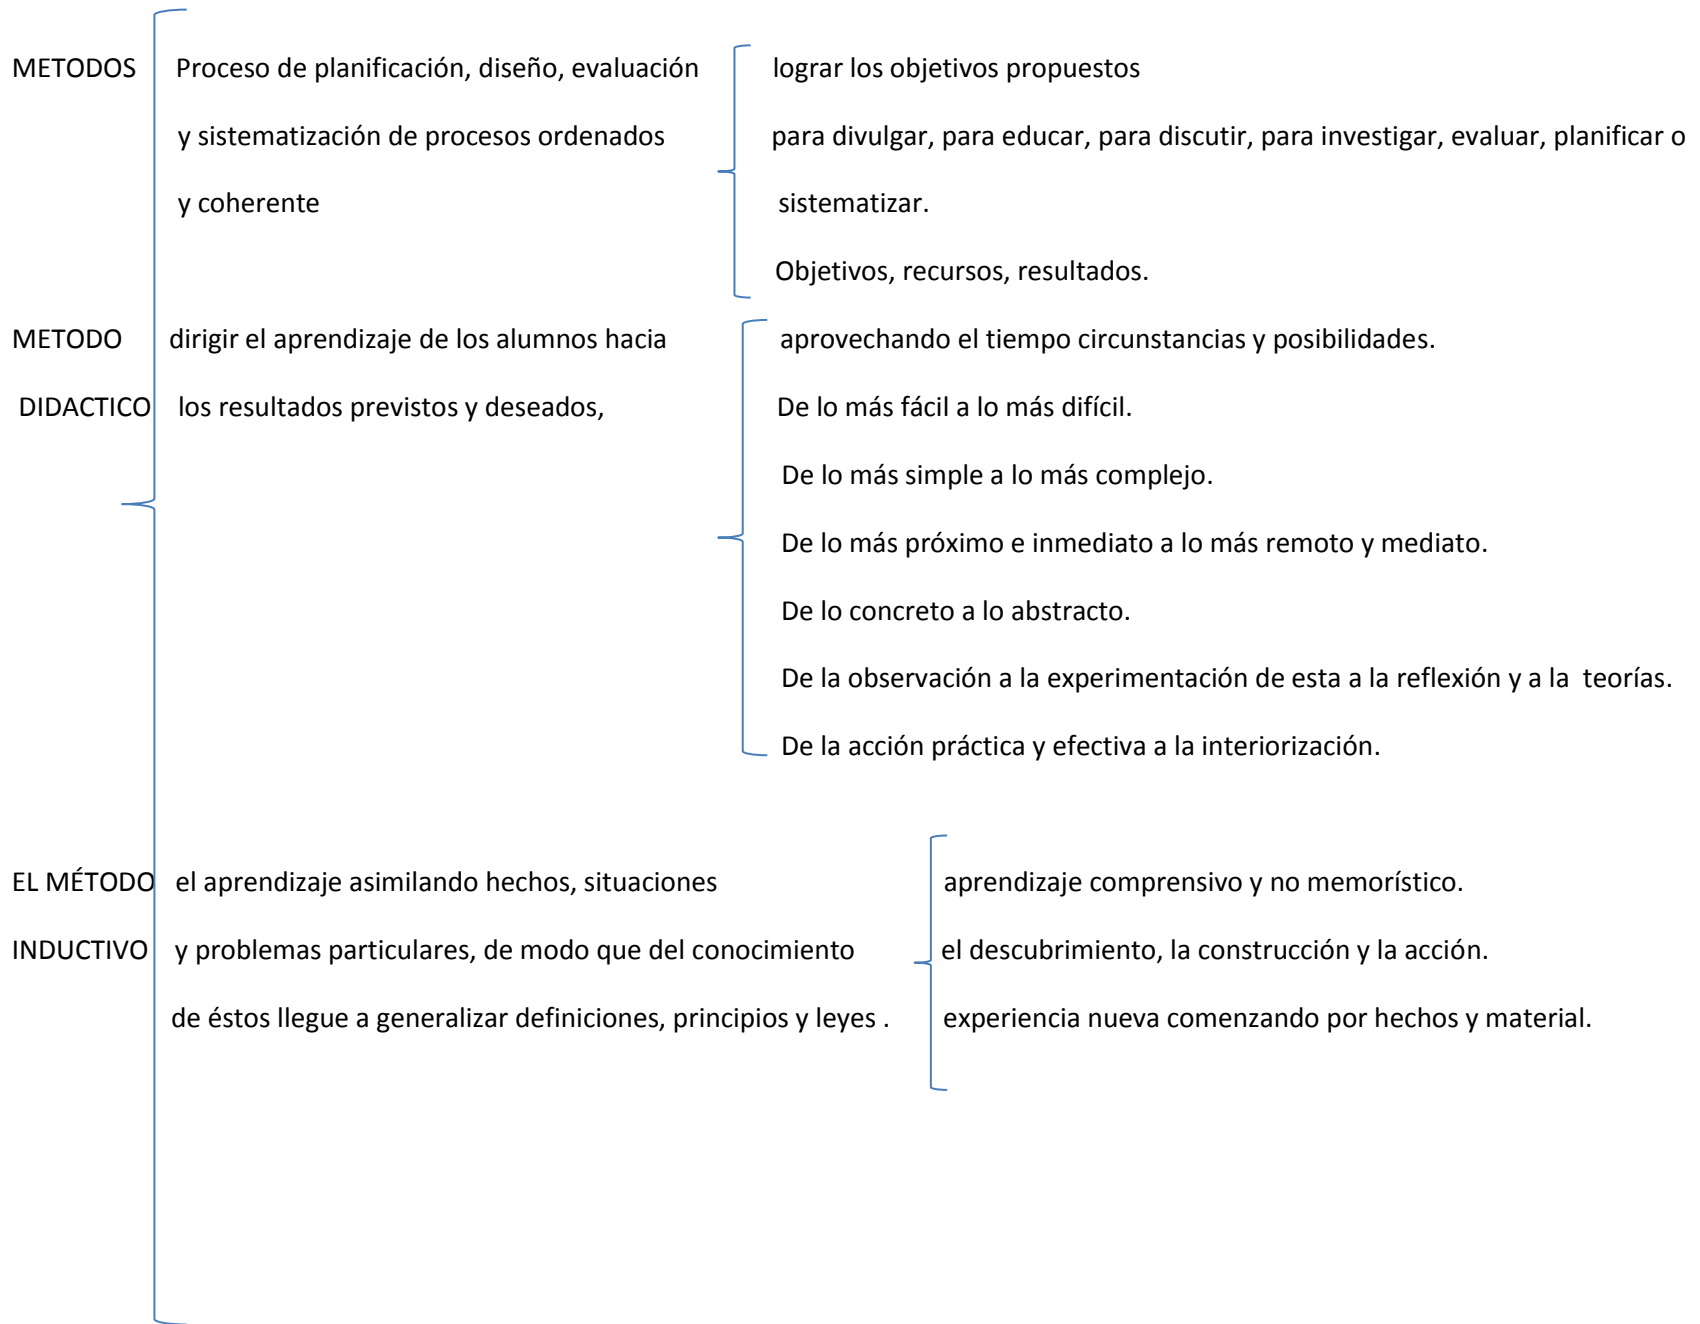 METODOS Proceso de planificación, diseño, evaluación lograr los objetivos propuestos
y sistematización de procesos ordenados para divulgar, para educar, para discutir, para investigar, evaluar, planificar o
y coherente sistematizar.
Objetivos, recursos, resultados.
METODO dirigir el aprendizaje de los alumnos hacia aprovechando el tiempo circunstancias y posibilidades.
DIDACTICO los resultados previstos y deseados, De lo más fácil a lo más difícil.
De lo más simple a lo más complejo.
De lo más próximo e inmediato a lo más remoto y mediato.
De lo concreto a lo abstracto.
De la observación a la experimentación de esta a la reflexión y a la teorías.
De la acción práctica y efectiva a la interiorización.
EL MÉTODO el aprendizaje asimilando hechos, situaciones aprendizaje comprensivo y no memorístico.
INDUCTIVO y problemas particulares, de modo que del conocimiento el descubrimiento, la construcción y la acción.
de éstos llegue a generalizar definiciones, principios y leyes . experiencia nueva comenzando por hechos y material.